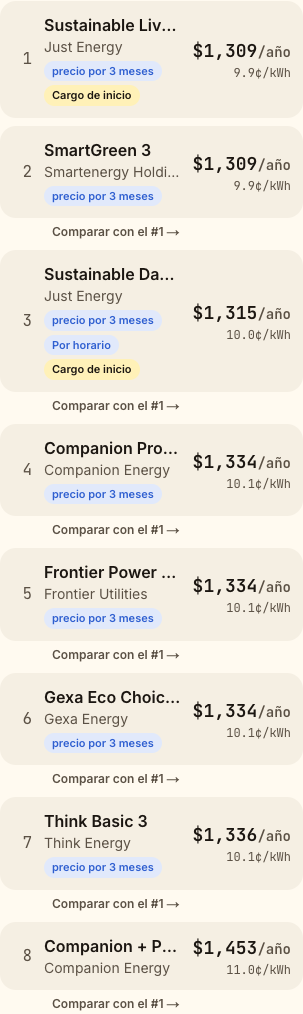 1
Sustainable Liv...
Just Energy
precio por 3 meses
Cargo de inicio
$1,309/año
9.9¢/kWh
2
SmartGreen 3
Smartenergy Holdi...
precio por 3 meses
$1,309/año
9.9¢/kWh
Comparar con el #1→
3
Sustainable Da...
Just Energy
precio por 3 meses
Por horario
Cargo de inicio
$1,315/año
10.0¢/kWh
Comparar con el #1→
4
Companion Pro...
Companion Energy
precio por 3 meses
$1,334/año
10.1¢/kWh
Comparar con el #1→
5
Frontier Power ...
Frontier Utilities
precio por 3 meses
$1,334/año
10.1¢/kWh
Comparar con el #1→
6
Gexa Eco Choic...
Gexa Energy
precio por 3 meses
$1,334/año
10.1¢/kWh
Comparar con el #1→
7
Think Basic 3
Think Energy
precio por 3 meses
$1,336/año
10.1¢/kWh
Comparar con el #1→
8
Companion + P...
Companion Energy
$1,453/año
11.0¢/kWh
Comparar con el #1→